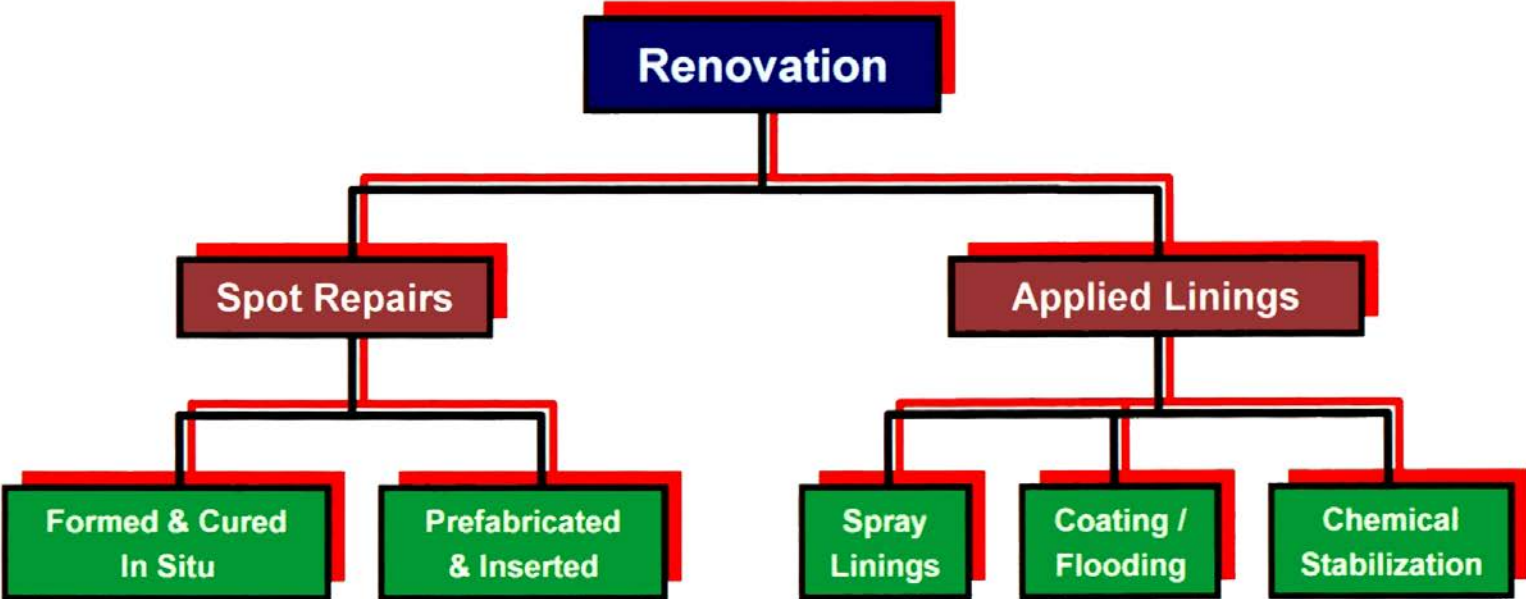 Renovation
Spot Repairs
Applied Linings
Formed & Cured
In Situ
Prefabricated
& Inserted
Spray
Linings
Coating /
Flooding
Chemical
Stabilization